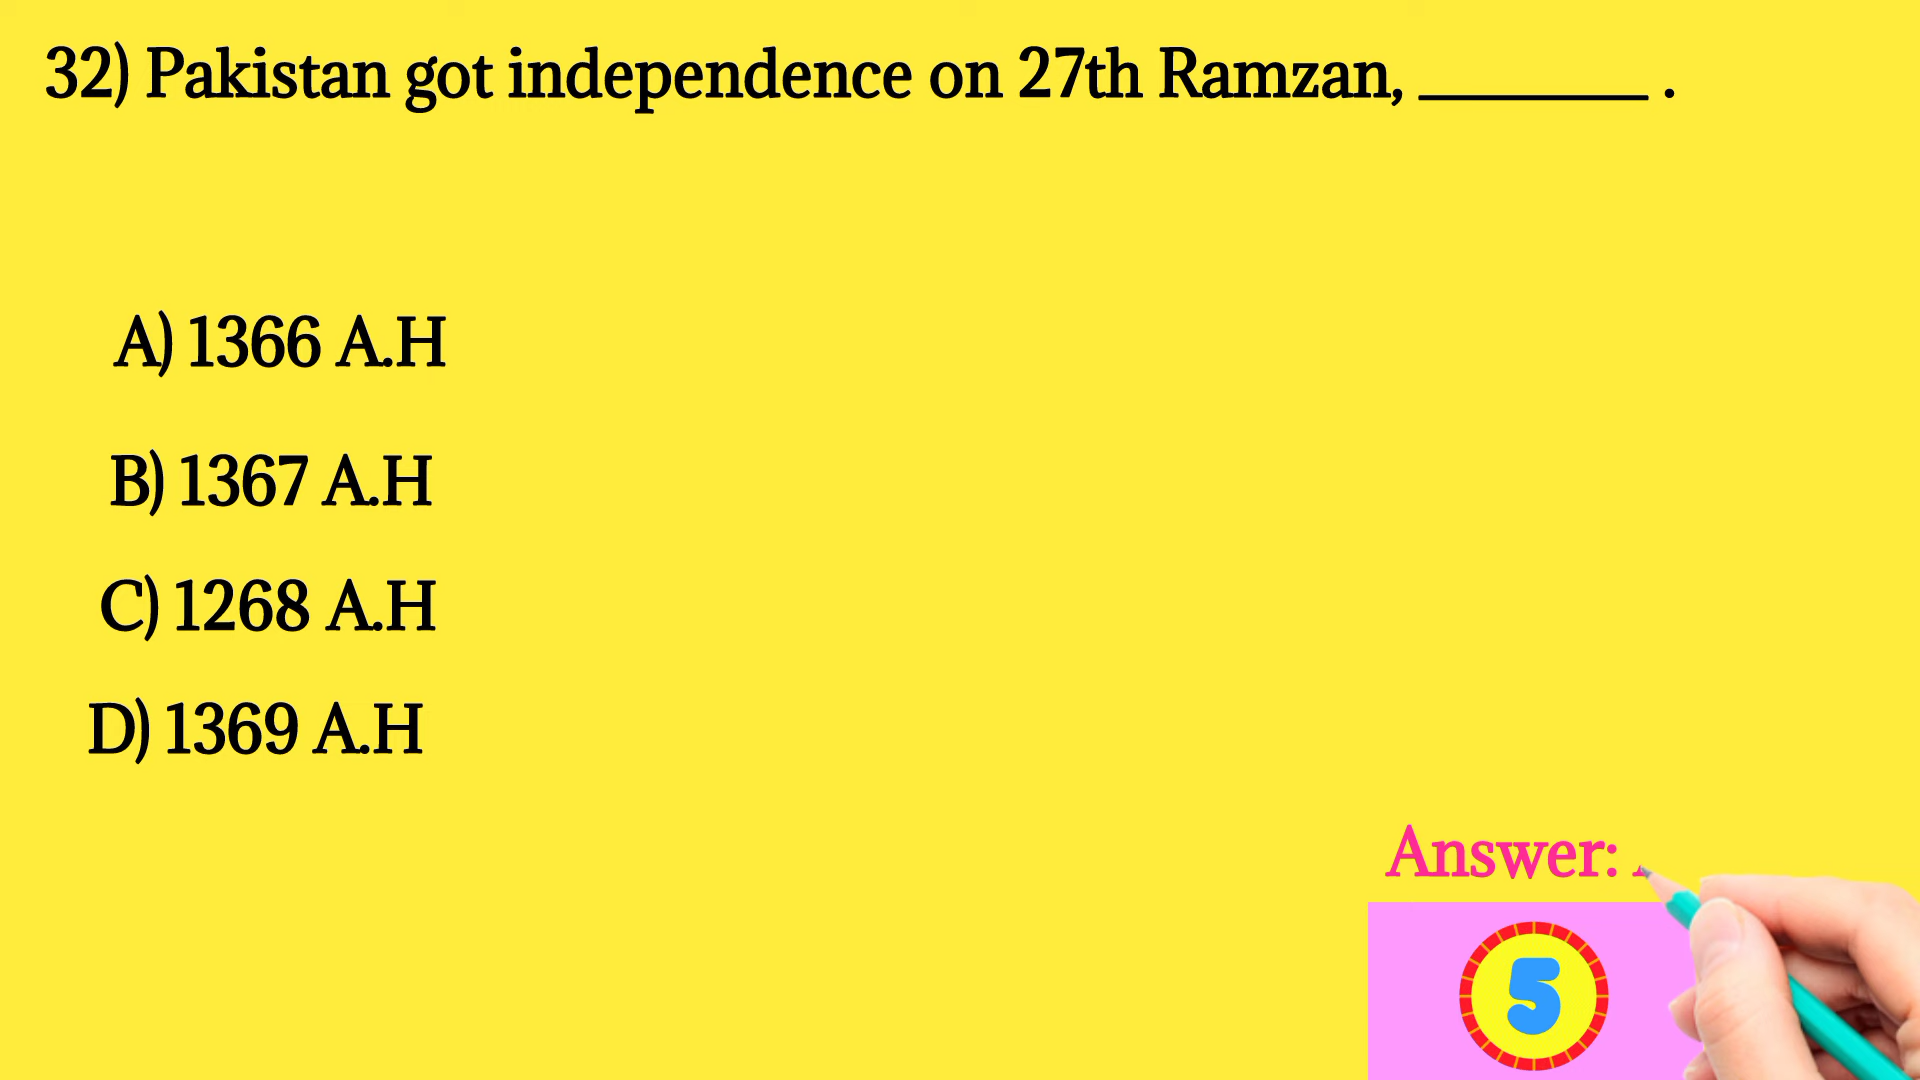 32) Pakistan got independence on 27th Ramzan, ________ .
A) 1366 A.H
B) 1367 A.H
C) 1268 A.H
D) 1369 A.H
Answer:
5